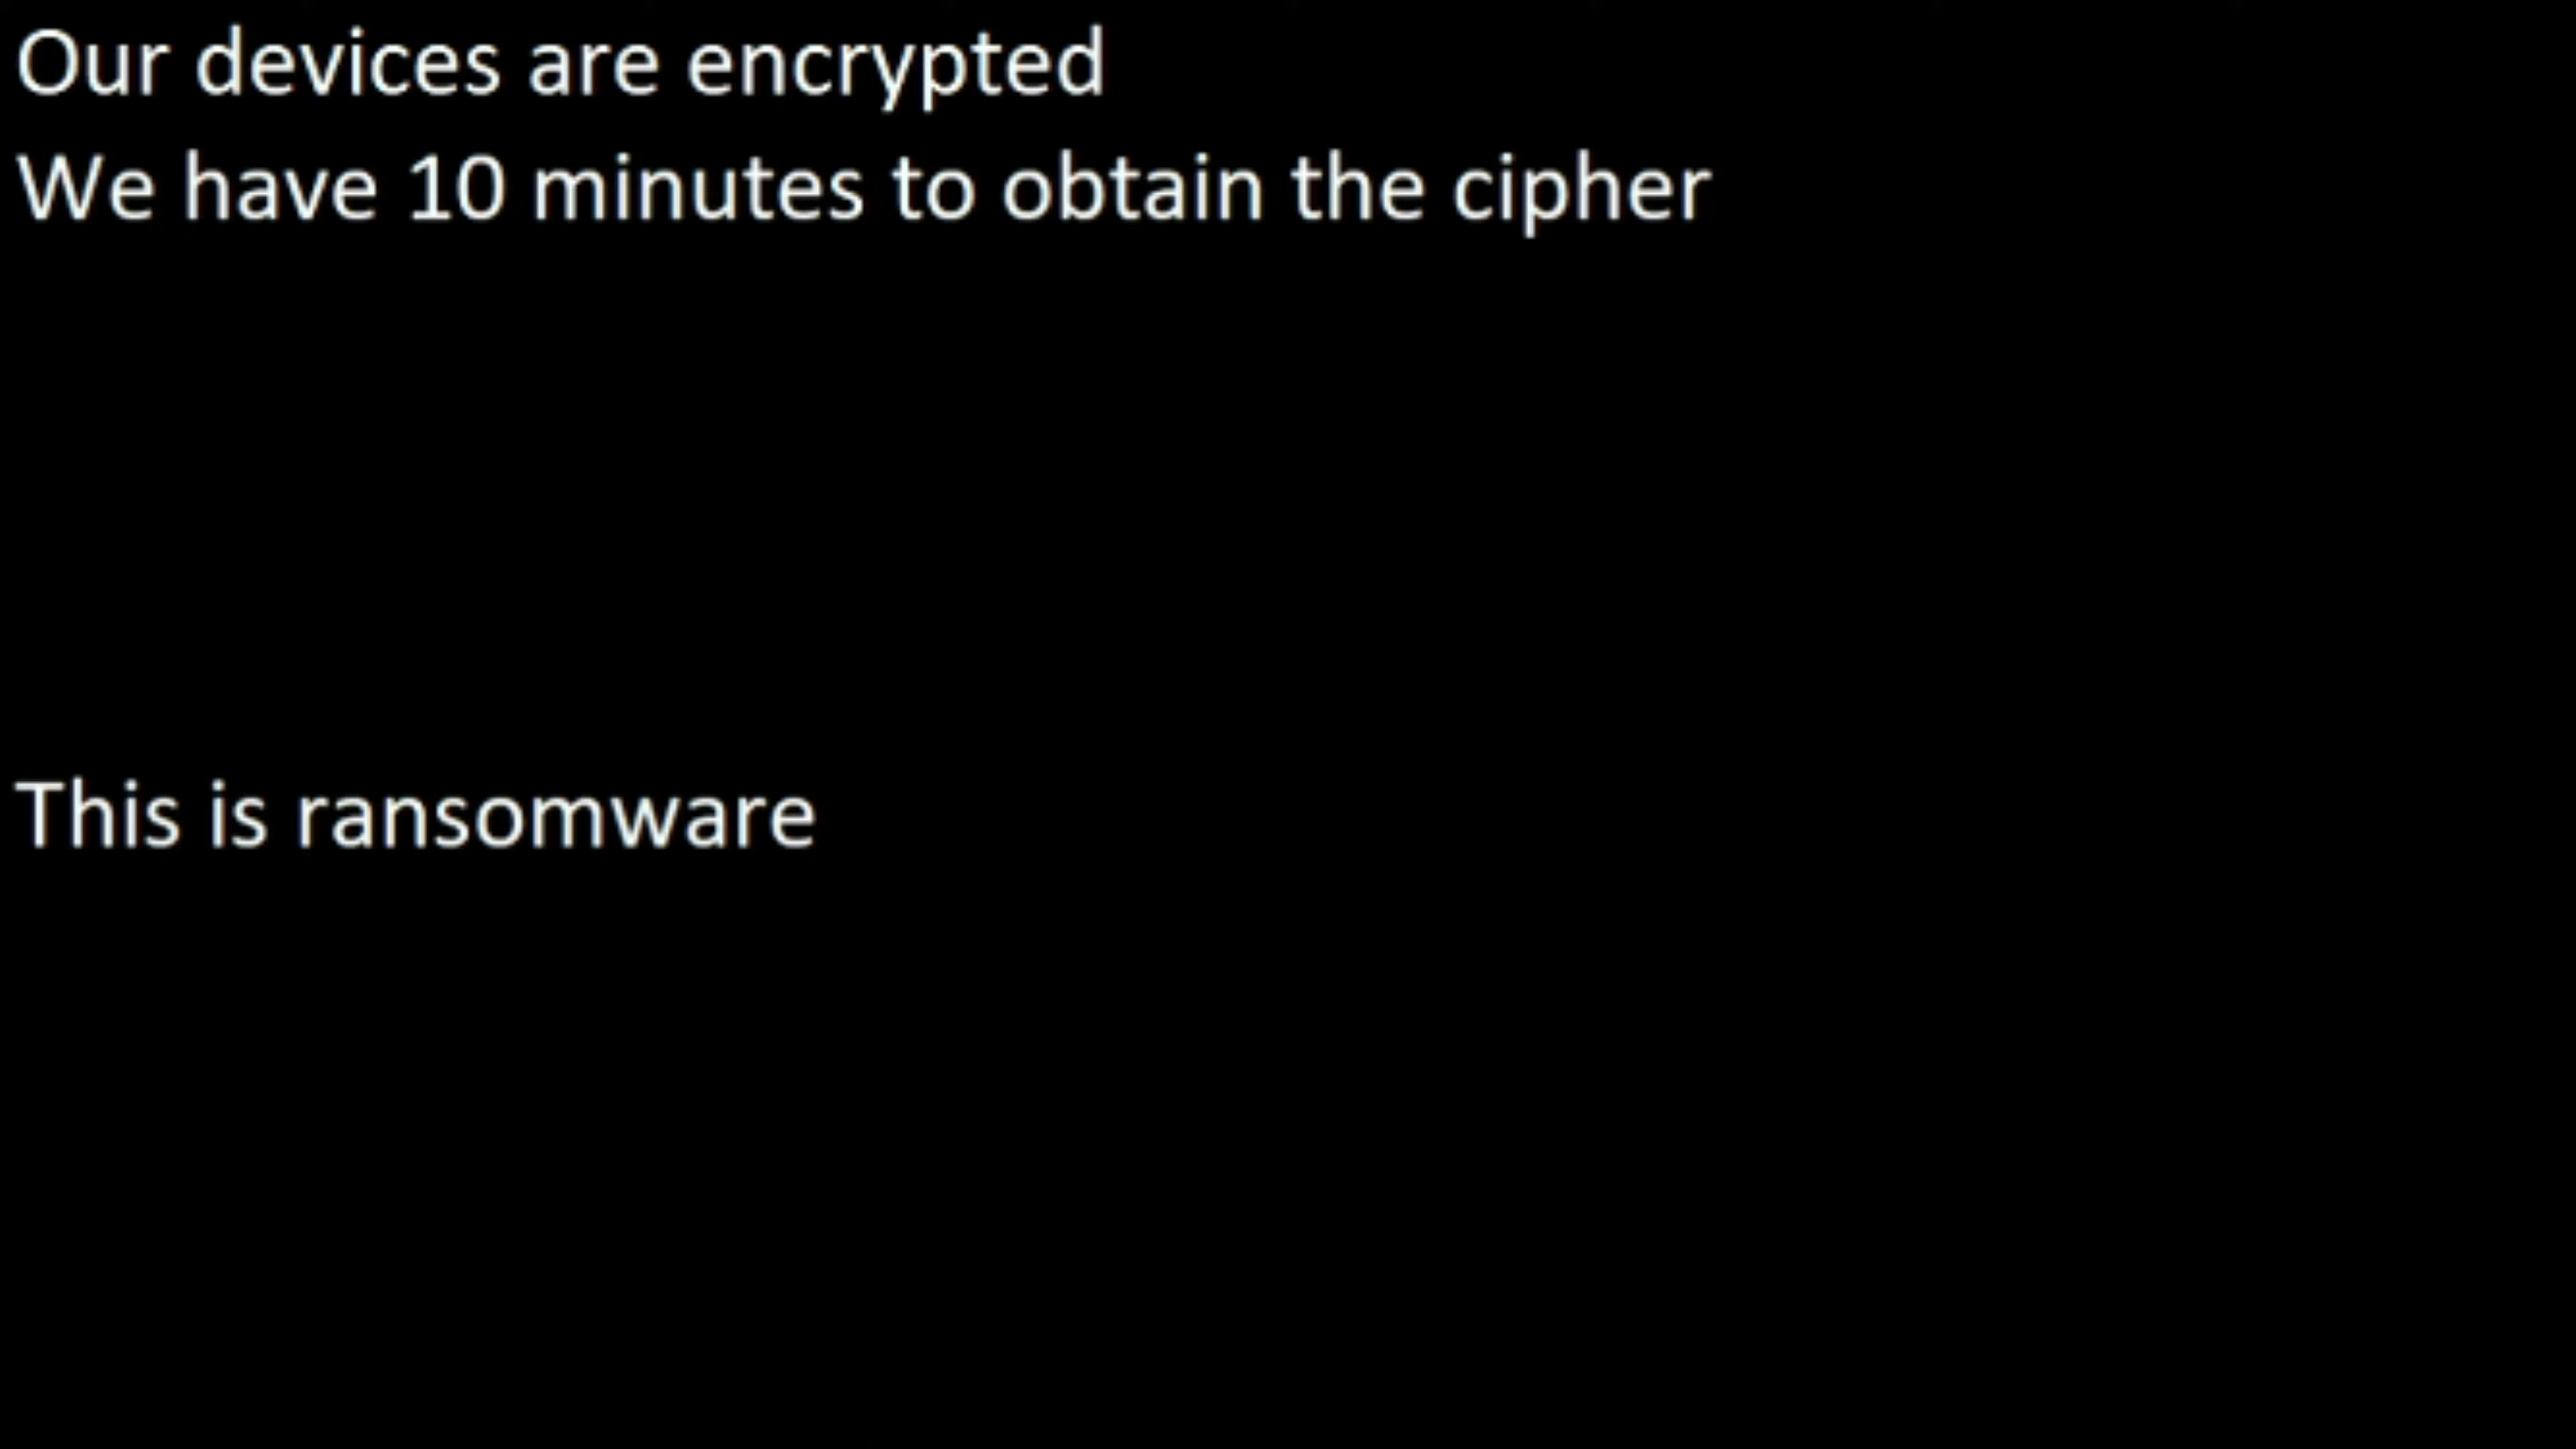 Our devices are encrypted
We have 10 minutes to obtain the cipher
This is ransomware